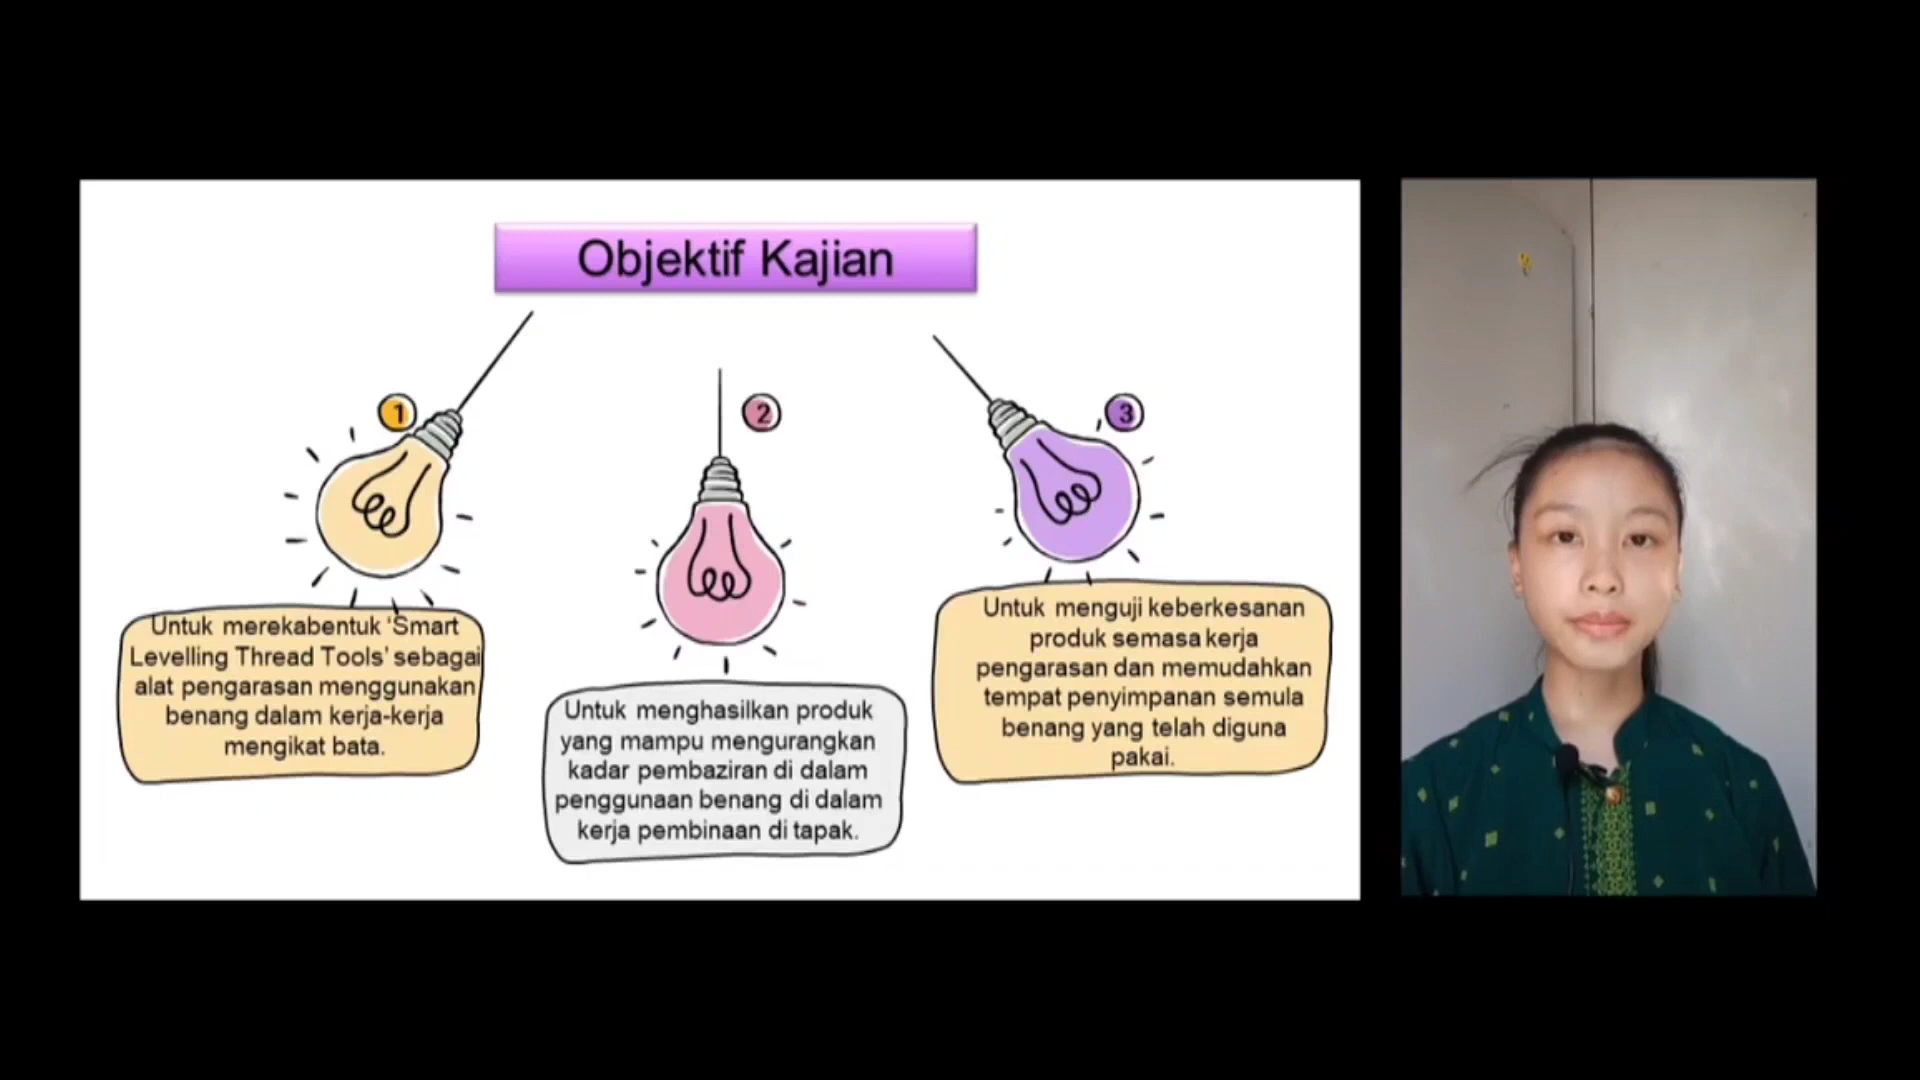 Objektif Kajian
1
Untuk merekabentuk ‘Smart
Levelling Thread Tools’ sebagai
alat pengarasan menggunakan
benang dalam kerja-kerja
mengikat bata.
2
Untuk menghasilkan produk
yang mampu mengurangkan
kadar pembaziran di dalam
penggunaan benang di dalam
kerja pembinaan di tapak.
3
Untuk menguji keberkesanan
produk semasa kerja
pengarasan dan memudahkan
tempat penyimpanan semula
benang yang telah diguna
pakai.